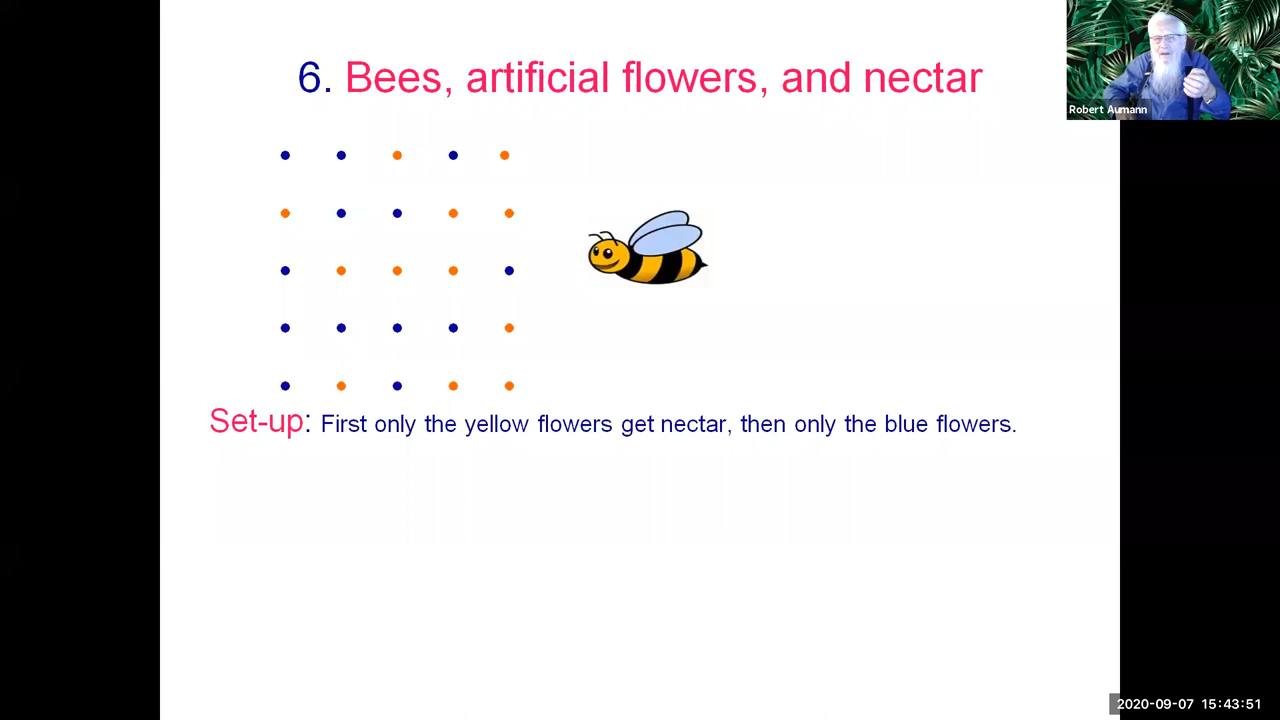 6. Bees, artificial flowers, and nectar
Robert Aumann
Set-up: First only the yellow flowers get nectar, then only the blue flowers.
2020-09-07 15:43:51